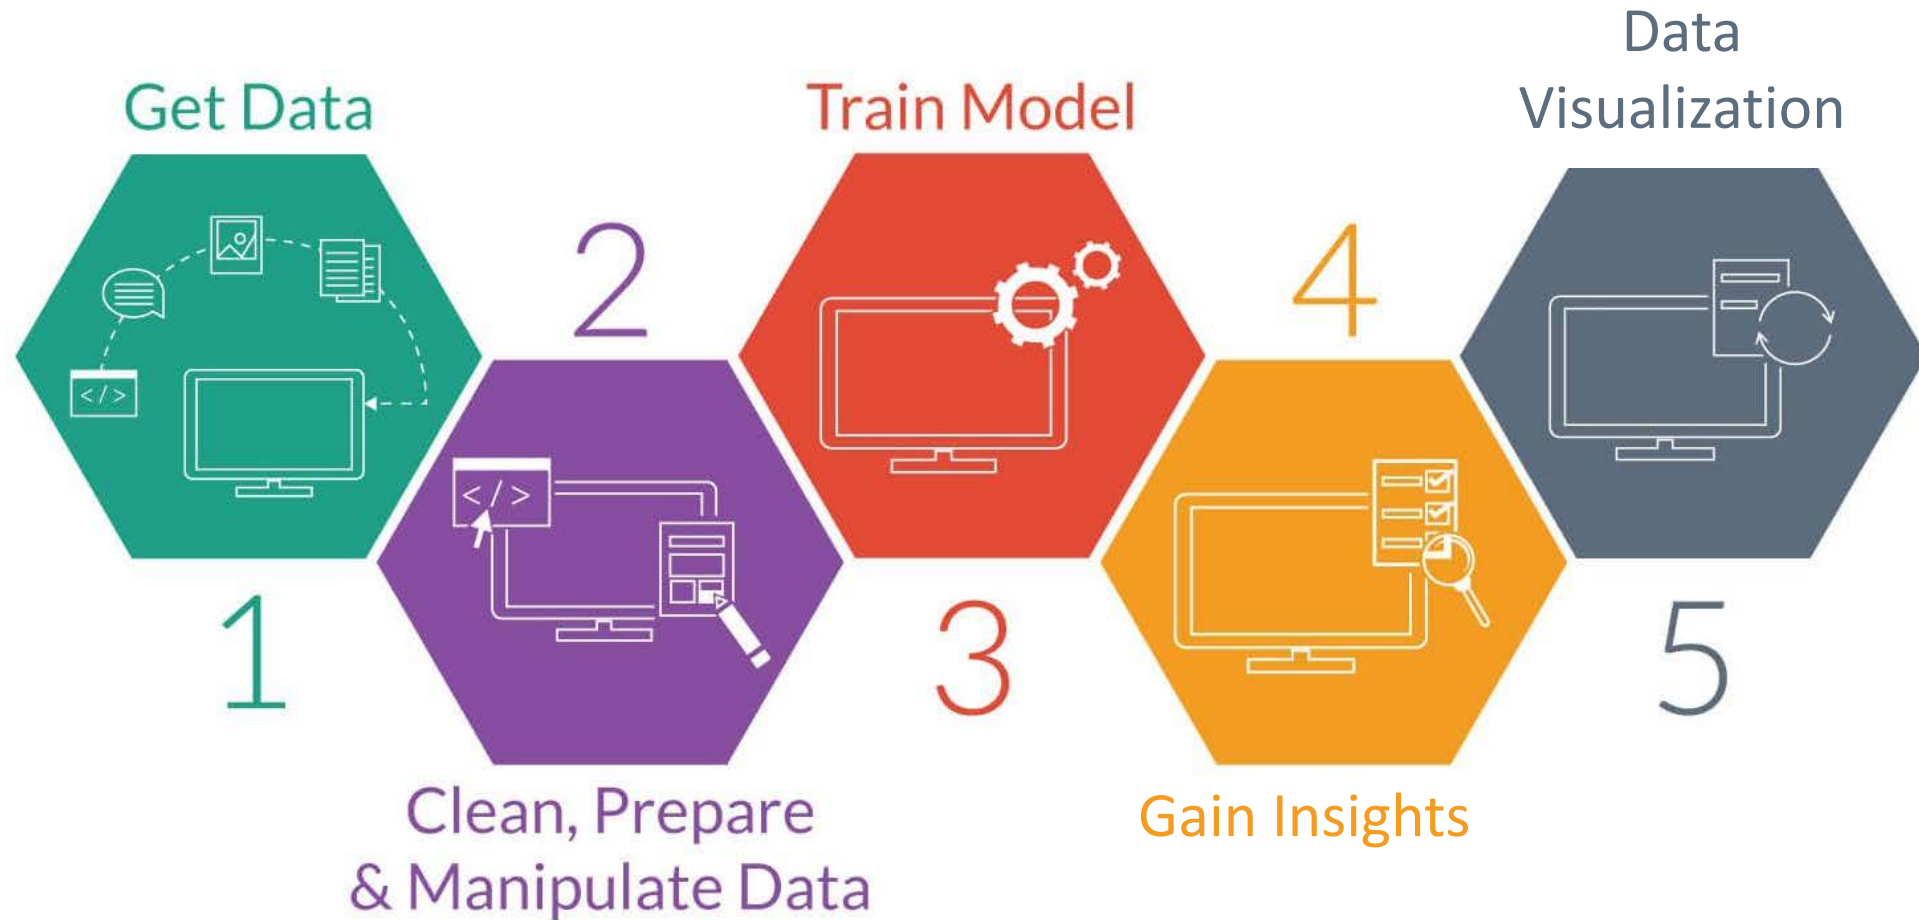 Get Data
1
2
Clean, Prepare
& Manipulate Data
Train Model
3
4
Gain Insights
Data
Visualization
5
</>
</>